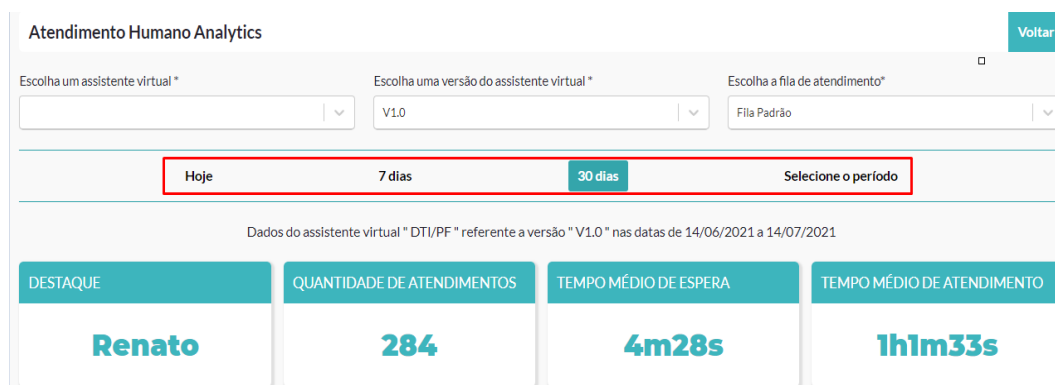 Atendimento Humano Analytics
Voltar
Escolha um assistente virtual *
Escolha uma versão do assistente virtual *
Escolha a fila de atendimento*
V1.0
Fila Padrão
Hoje
7 dias
30 dias
Selecione o período
Dados do assistente virtual " DTI/PF " referente a versão " V1.0 " nas datas de 14/06/2021 a 14/07/2021
DESTAQUE
QUANTIDADE DE ATENDIMENTOS
TEMPO MÉDIO DE ESPERA
TEMPO MÉDIO DE ATENDIMENTO
Renato
284
4m28s
1h1m33s